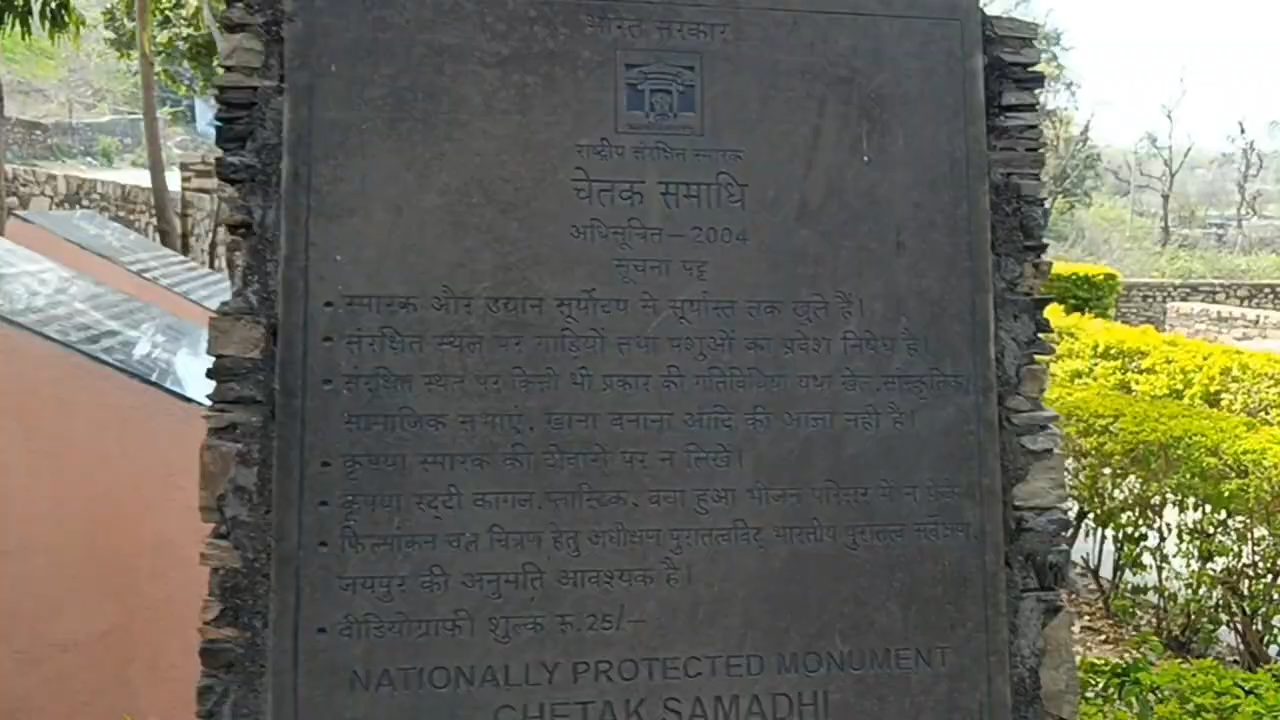 भारत सरकार
राष्ट्रीय संरक्षित स्मारक
चेतक समाधि
अधिसूचित – 2004
सूचना पट्ट
• स्मारक और उद्यान सूर्योदय से सूर्यास्त तक खुले हैं।
• संरक्षित स्थल पर गाड़ियों तथा पशुओं का प्रवेश निषेध है।
• संरक्षित स्थल पर किसी भी प्रकार की गतिविधियां यथा खेल, सांस्कृतिक,
सामाजिक सभाएं, खाना बनाना आदि की आज्ञा नहीं है।
• कृपया स्मारक की दीवारों पर न लिखें।
• कृपया रद्दी कागज, प्लास्टिक, बचा हुआ भोजन परिसर में न फेंके
• फिल्मांकन चल चित्रण हेतु अधीक्षण पुरातत्वविद् भारतीय पुरातत्व सर्वेक्षण,
जयपुर की अनुमति आवश्यक है।
• वीडियोग्राफी शुल्क रू. 25/–
NATIONALLY PROTECTED MONUMENT
CHETAK SAMADHI